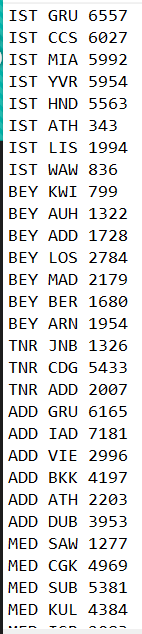 IST GRU 6557
IST CCS 6027
IST MIA 5992
IST YVR 5954
IST HND 5563
IST ATH 343
IST LIS 1994
IST WAW 836
BEY KWI 799
BEY AUH 1322
BEY ADD 1728
BEY LOS 2784
BEY MAD 2179
BEY BER 1680
BEY ARN 1954
TNR JNB 1326
TNR CDG 5433
TNR ADD 2007
ADD GRU 6165
ADD IAD 7181
ADD VIE 2996
ADD BKK 4197
ADD ATH 2203
ADD DUB 3953
MED SAW 1277
MED CGK 4969
MED SUB 5381
MED KUL 4384